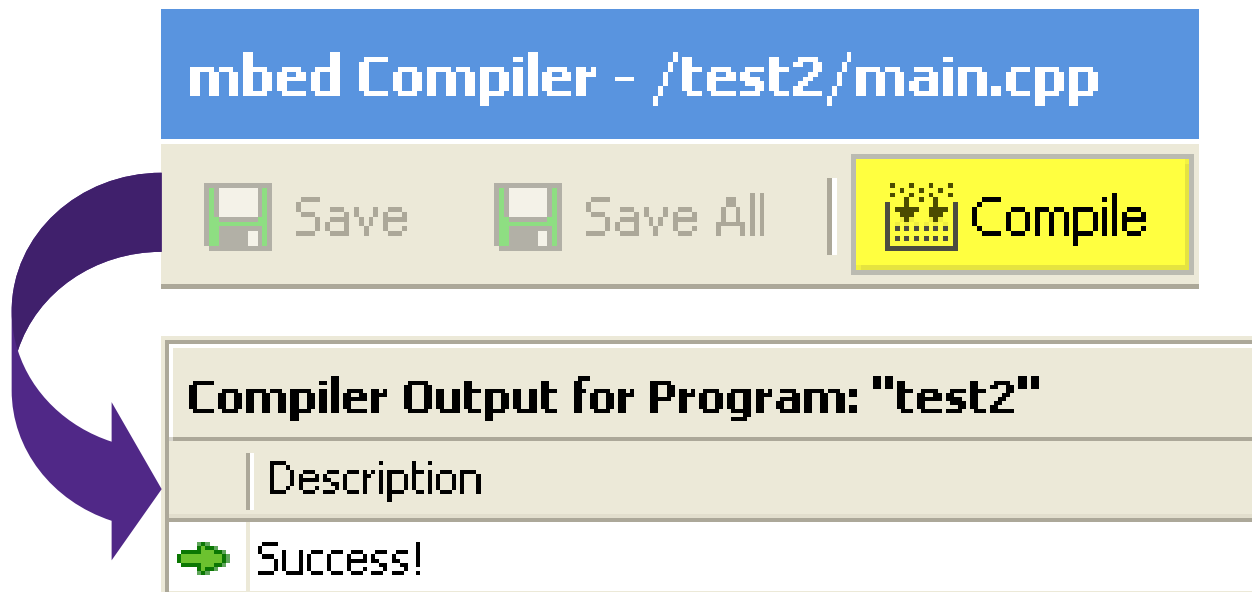 mbed Compiler - /test2/main.cpp
Save Save All Compile
Compiler Output for Program: "test2"
Description
Success!